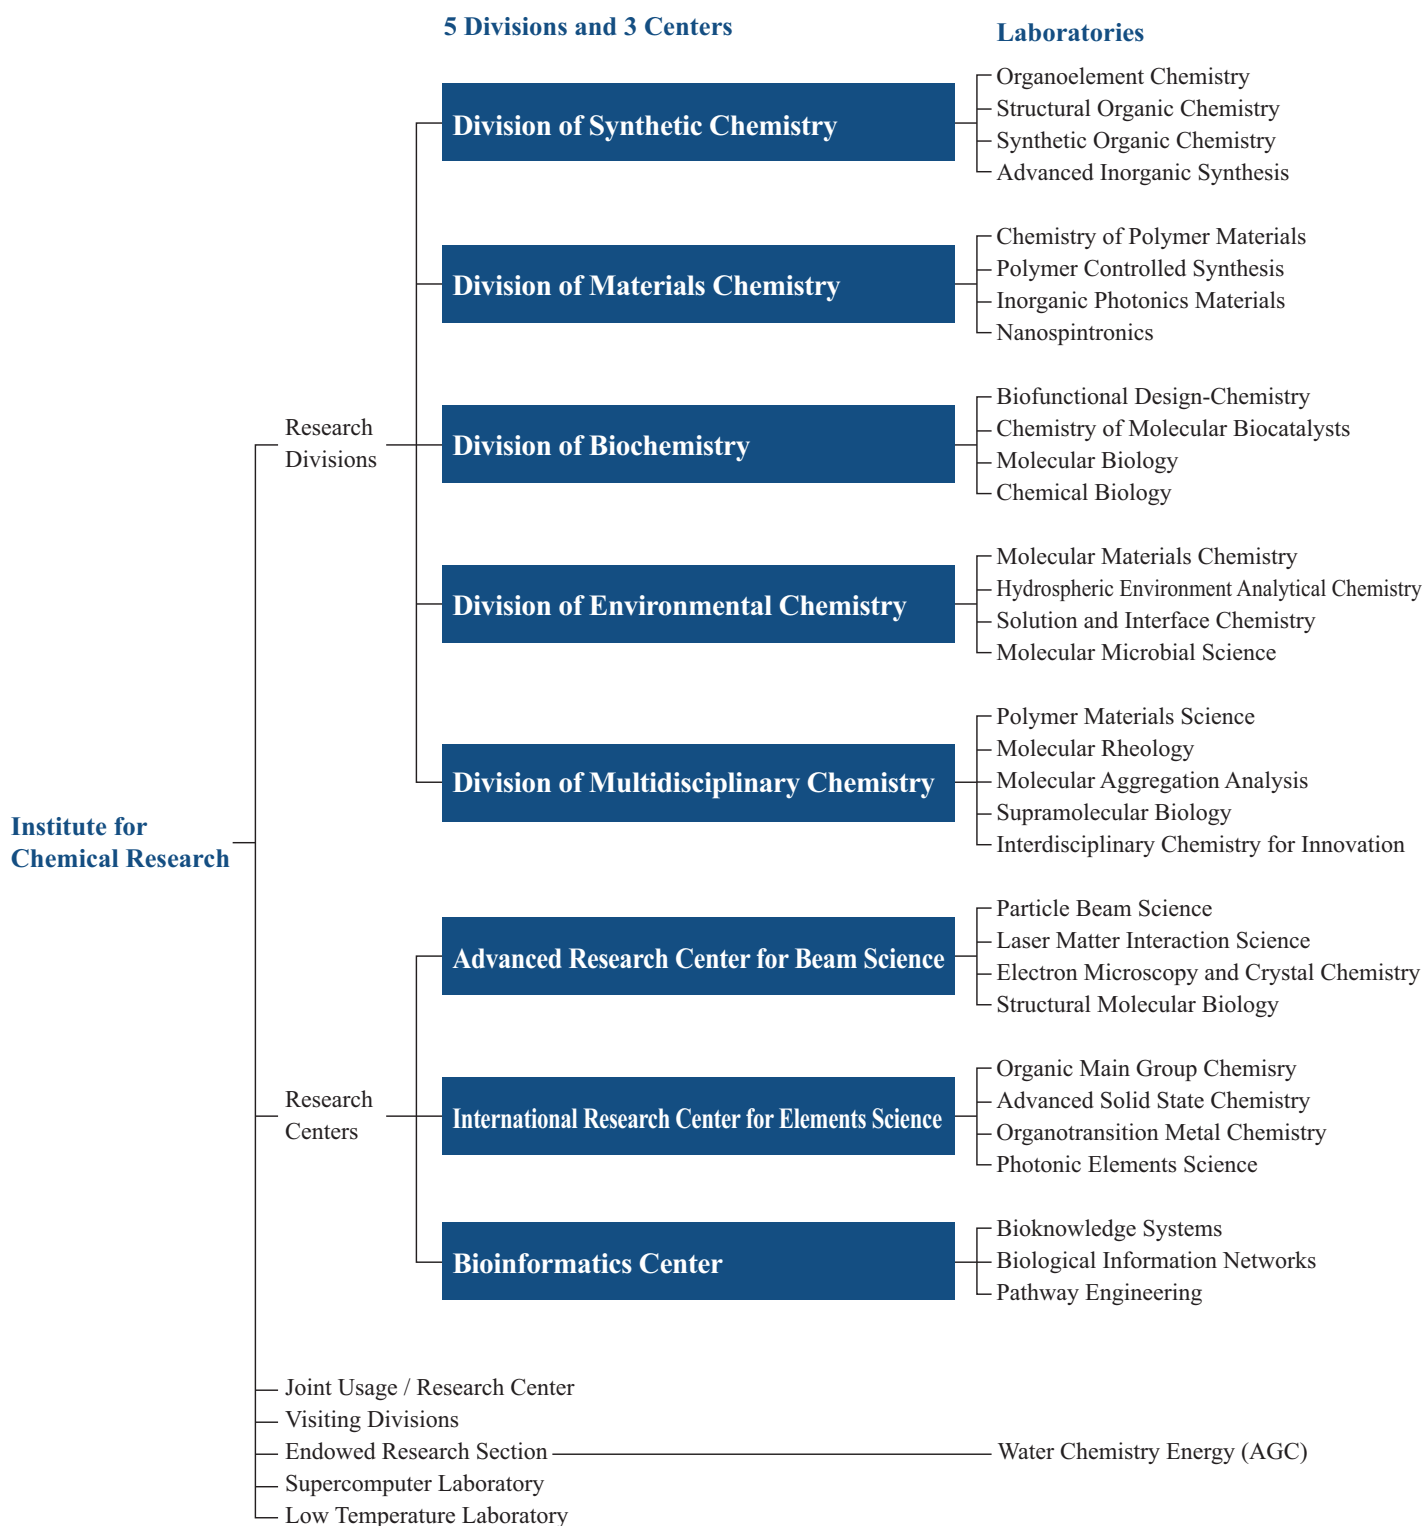 5 Divisions and 3 Centers
Laboratories
Division of Synthetic Chemistry
Organoelement Chemistry
Structural Organic Chemistry
Synthetic Organic Chemistry
Advanced Inorganic Synthesis
Division of Materials Chemistry
Chemistry of Polymer Materials
Polymer Controlled Synthesis
Inorganic Photonics Materials
Nanospintronics
Research
Divisions
Division of Biochemistry
Biofunctional Design-Chemistry
Chemistry of Molecular Biocatalysts
Molecular Biology
Chemical Biology
Division of Environmental Chemistry
Molecular Materials Chemistry
Hydrospheric Environment Analytical Chemistry
Solution and Interface Chemistry
Molecular Microbial Science
Division of Multidisciplinary Chemistry
Polymer Materials Science
Molecular Rheology
Molecular Aggregation Analysis
Supramolecular Biology
Interdisciplinary Chemistry for Innovation
Institute for
Chemical Research
Advanced Research Center for Beam Science
Particle Beam Science
Laser Matter Interaction Science
Electron Microscopy and Crystal Chemistry
Structural Molecular Biology
Research
Centers
International Research Center for Elements Science
Organic Main Group Chemisry
Advanced Solid State Chemistry
Organotransition Metal Chemistry
Photonic Elements Science
Bioinformatics Center
Bioknowledge Systems
Biological Information Networks
Pathway Engineering
Joint Usage / Research Center
Visiting Divisions
Endowed Research Section
Water Chemistry Energy (AGC)
Supercomputer Laboratory
Low Temperature Laboratory